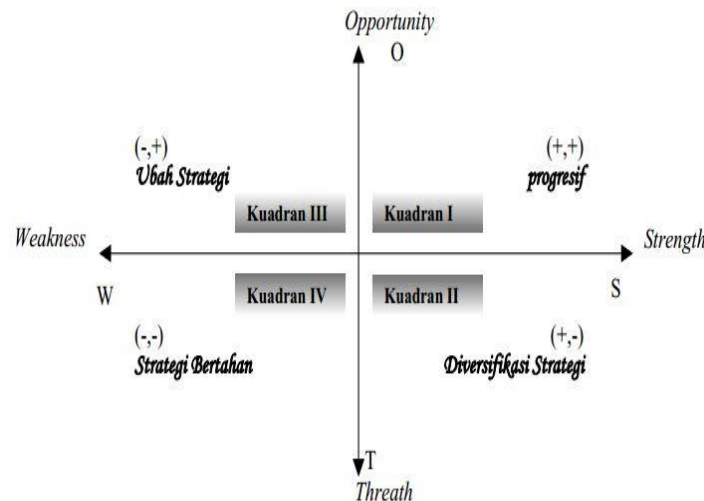 Opportunity
O
(-,+)
Ubah Strategi
(+,+)
progresif
Kuadran III
Kuadran I
Weakness
Strength
W
Kuadran IV
Kuadran II
S
(-,-)
Strategi Bertahan
(+,-)
Diversifikasi Strategi
T
Threath